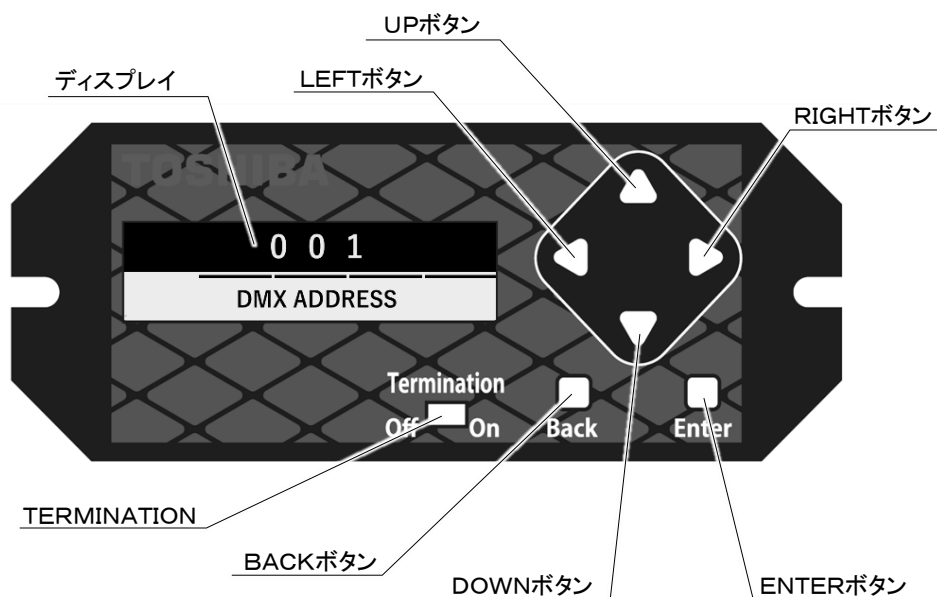 UPボタン
ディスプレイ
LEFTボタン
RIGHTボタン
TOSHIBA
001
DMX ADDRESS
Termination
Off On Back Enter
TERMINATION
BACKボタン
DOWNボタン
ENTERボタン